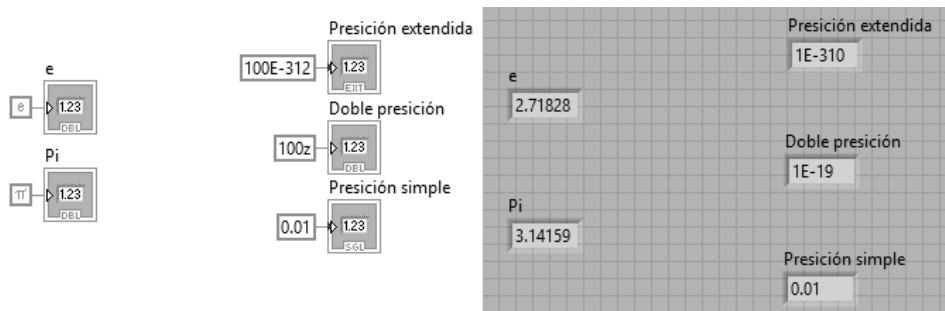 Presición extendida
100E-312
1.23
EXT
e
e
1.23
DBL
Doble presición
100z
1.23
DBL
Pi
π
1.23
DBL
Presición simple
0.01
1.23
SGL
Presición extendida
1E-310
e
2.71828
Doble presición
1E-19
Pi
3.14159
Presición simple
0.01